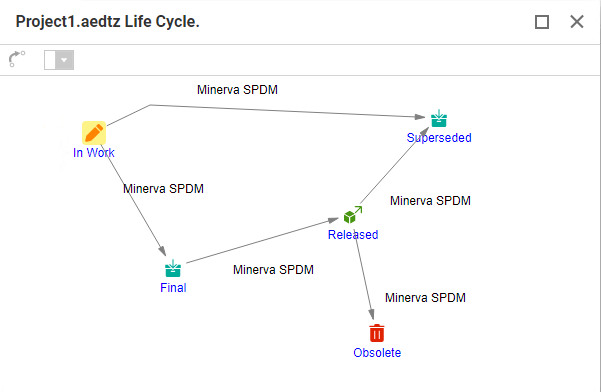 Project1.aedtz Life Cycle.
Minerva SPDM
Superseded
In Work
Minerva SPDM
Minerva SPDM
Released
Minerva SPDM
Final
Minerva SPDM
Obsolete